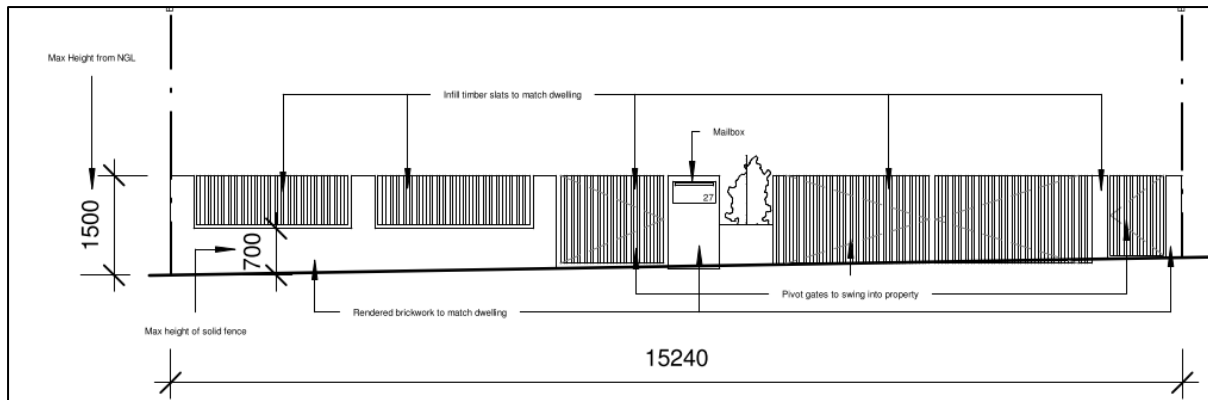 Max Height from NGL
Infill timber slats to match dwelling
Mailbox
27
1500
700
Pivot gates to swing into property
Rendered brickwork to match dwelling
Max height of solid fence
15240